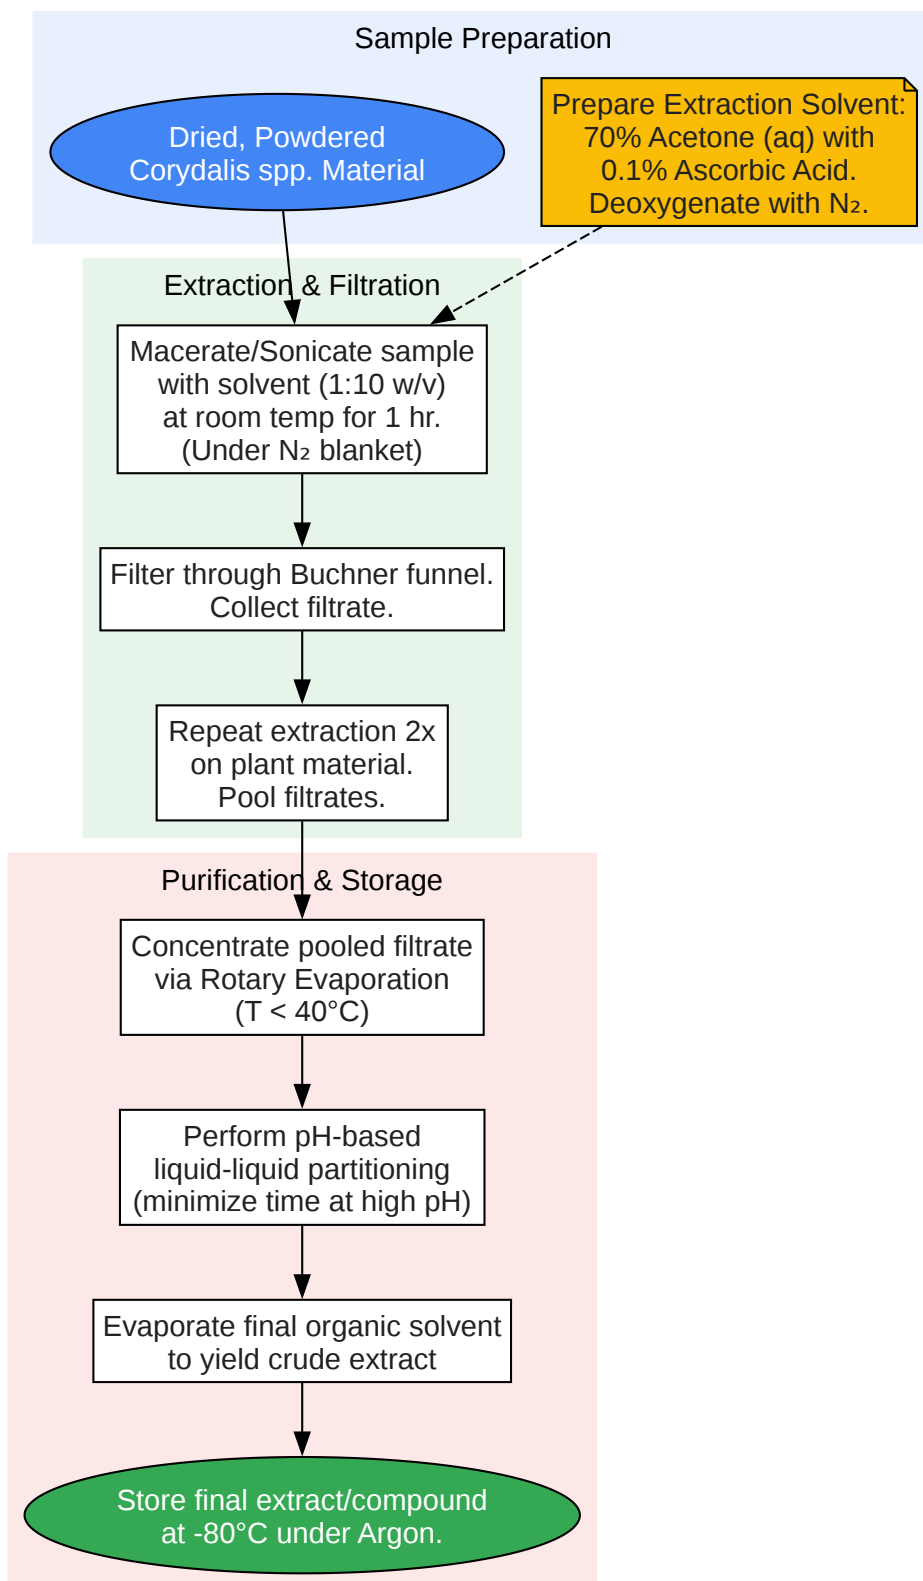 Sample Preparation
Dried, Powdered
Corydalis spp. Material
Prepare Extraction Solvent:
70% Acetone (aq) with
0.1% Ascorbic Acid.
Deoxygenate with N₂.
Extraction & Filtration
Macerate/Sonicate sample
with solvent (1:10 w/v)
at room temp for 1 hr.
(Under N₂ blanket)
Filter through Buchner funnel.
Collect filtrate.
Repeat extraction 2x
on plant material.
Pool filtrates.
Purification & Storage
Concentrate pooled filtrate
via Rotary Evaporation
(T < 40°C)
Perform pH-based
liquid-liquid partitioning
(minimize time at high pH)
Evaporate final organic solvent
to yield crude extract
Store final extract/compound
at -80°C under Argon.